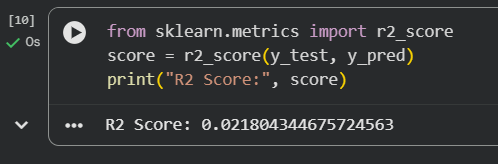 [10]
0s
from sklearn.metrics import r2_score
score = r2_score(y_test, y_pred)
print("R2 Score:", score)
R2 Score: 0.021804344675724563